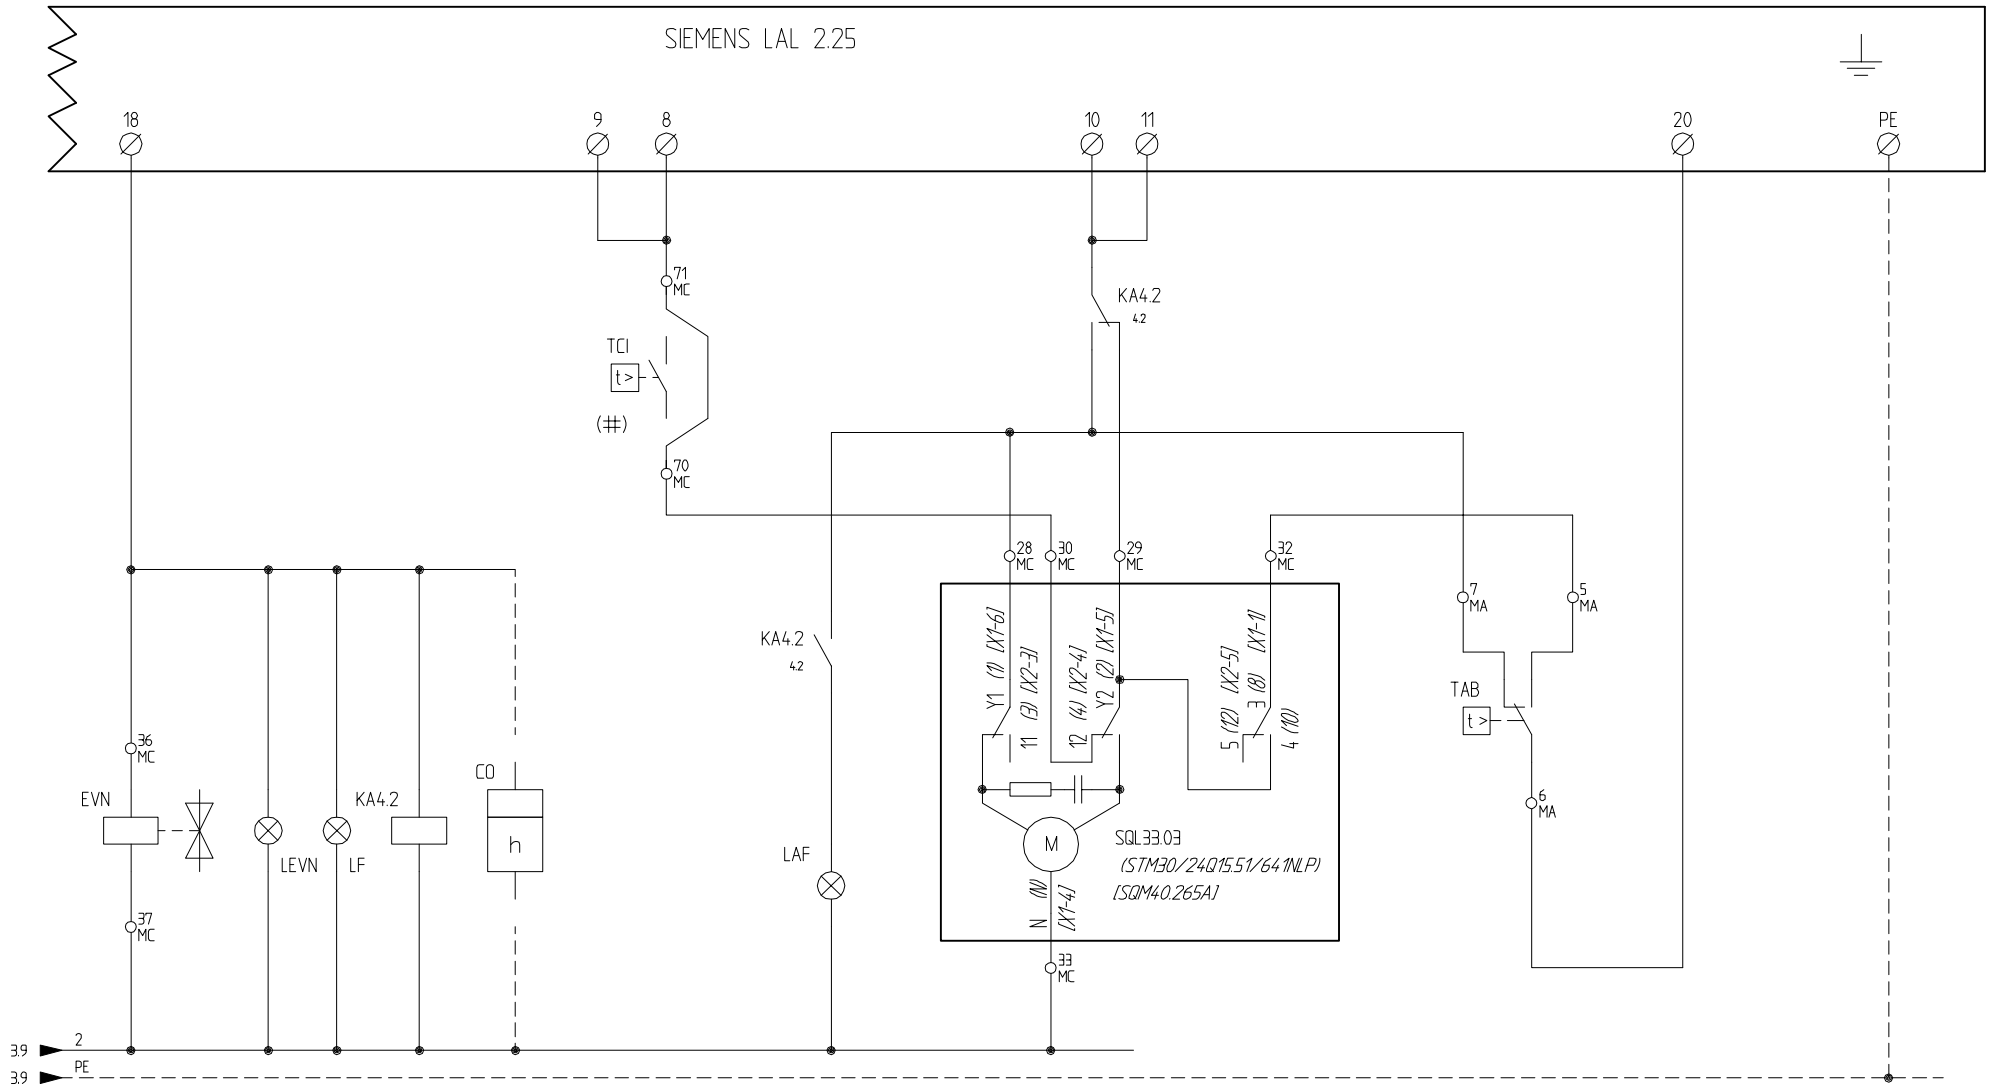 SIEMENS LAL 2.25
18
9
8
10
11
20
PE
71
MC
KA4.2
4.2
TCI
t>
(#)
70
MC
28
MC
30
MC
29
MC
32
MC
7
MA
5
MA
Y1 (1) [X1-6]
11 (3) [X2-3]
12 (4) [X2-4]
Y2 (2) [X1-5]
5 (12) [X2-5]
3 (8) [X1-1]
4 (10)
KA4.2
4.2
TAB
t>
36
MC
EVN
LEVN
LF
KA4.2
CO
h
LAF
M
SQL33.03
(STM30/24Q15.51/641NLP)
[SQM40.265A]
6
MA
N (N)
[X1-4]
37
MC
33
MC
3.9
2
3.9
PE